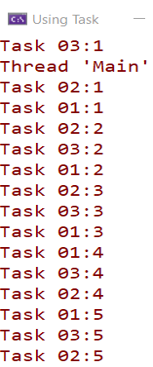 Using Task
Task 03:1
Thread 'Main'
Task 02:1
Task 01:1
Task 02:2
Task 03:2
Task 01:2
Task 02:3
Task 03:3
Task 01:3
Task 01:4
Task 03:4
Task 02:4
Task 01:5
Task 03:5
Task 02:5